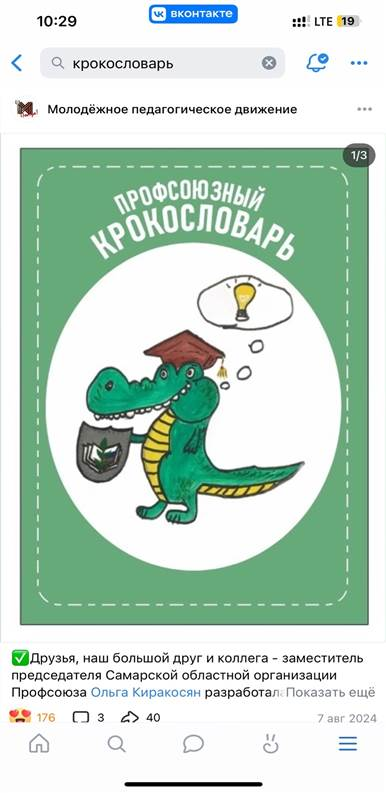 10:29
вконтакте
LTE 19
крокословарь
Молодёжное педагогическое движение
1/3
ПРОФСОЮЗНЫЙ
КРОКОСЛОВАРЬ
✅Друзья, наш большой друг и коллега – заместитель
председателя Самарской областной организации
Профсоюза Ольга Киракосян разработала Показать ещё
176 3 40 7 авг 2024